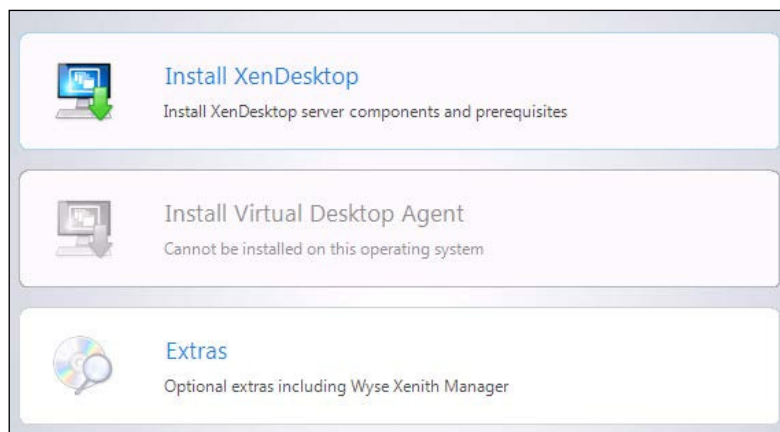 Install XenDesktop
Install XenDesktop server components and prerequisites
Install Virtual Desktop Agent
Cannot be installed on this operating system
Extras
Optional extras including Wyse Xenith Manager